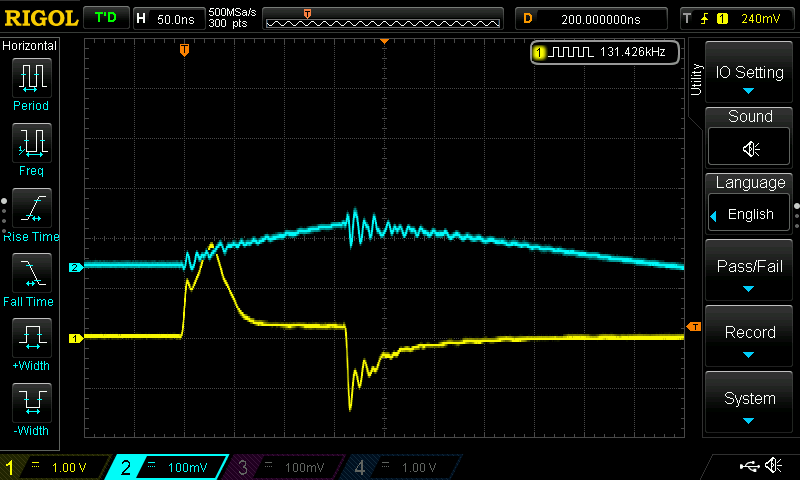 RIGOL T'D H 50.0ns 500MSa/s 300 pts D 200.000000ns T 1 240mV
Horizontal
Period
Freq
Rise Time
Fall Time
+Width
-Width
T
1 131.426kHz
2
1
T
Utility
IO Setting
Sound
Language
English
Pass/Fail
Record
System
1 1.00 V 2 100mV 3 100mV 4 1.00 V